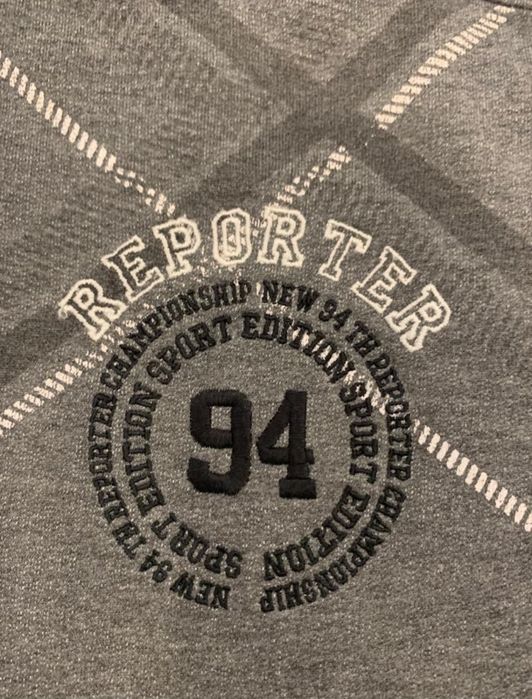 REPORTER
NEW 94 TH REPORTER CHAMPIONSHIP NEW 94 TH REPORTER CHAMPIONSHIP
SPORT EDITION SPORT EDITION SPORT EDITION
94